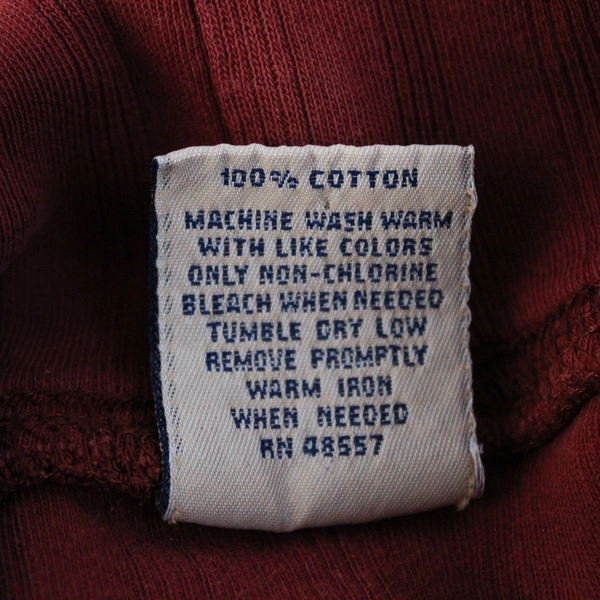 100% COTTON
MACHINE WASH WARM
WITH LIKE COLORS
ONLY NON-CHLORINE
BLEACH WHEN NEEDED
TUMBLE DRY LOW
REMOVE PROMPTLY
WARM IRON
WHEN NEEDED
RN 48557